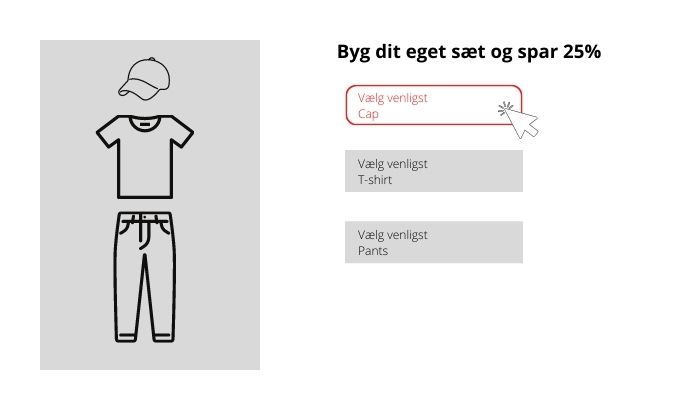 Byg dit eget sæt og spar 25%
Vælg venligst
Cap
Vælg venligst
T-shirt
Vælg venligst
Pants